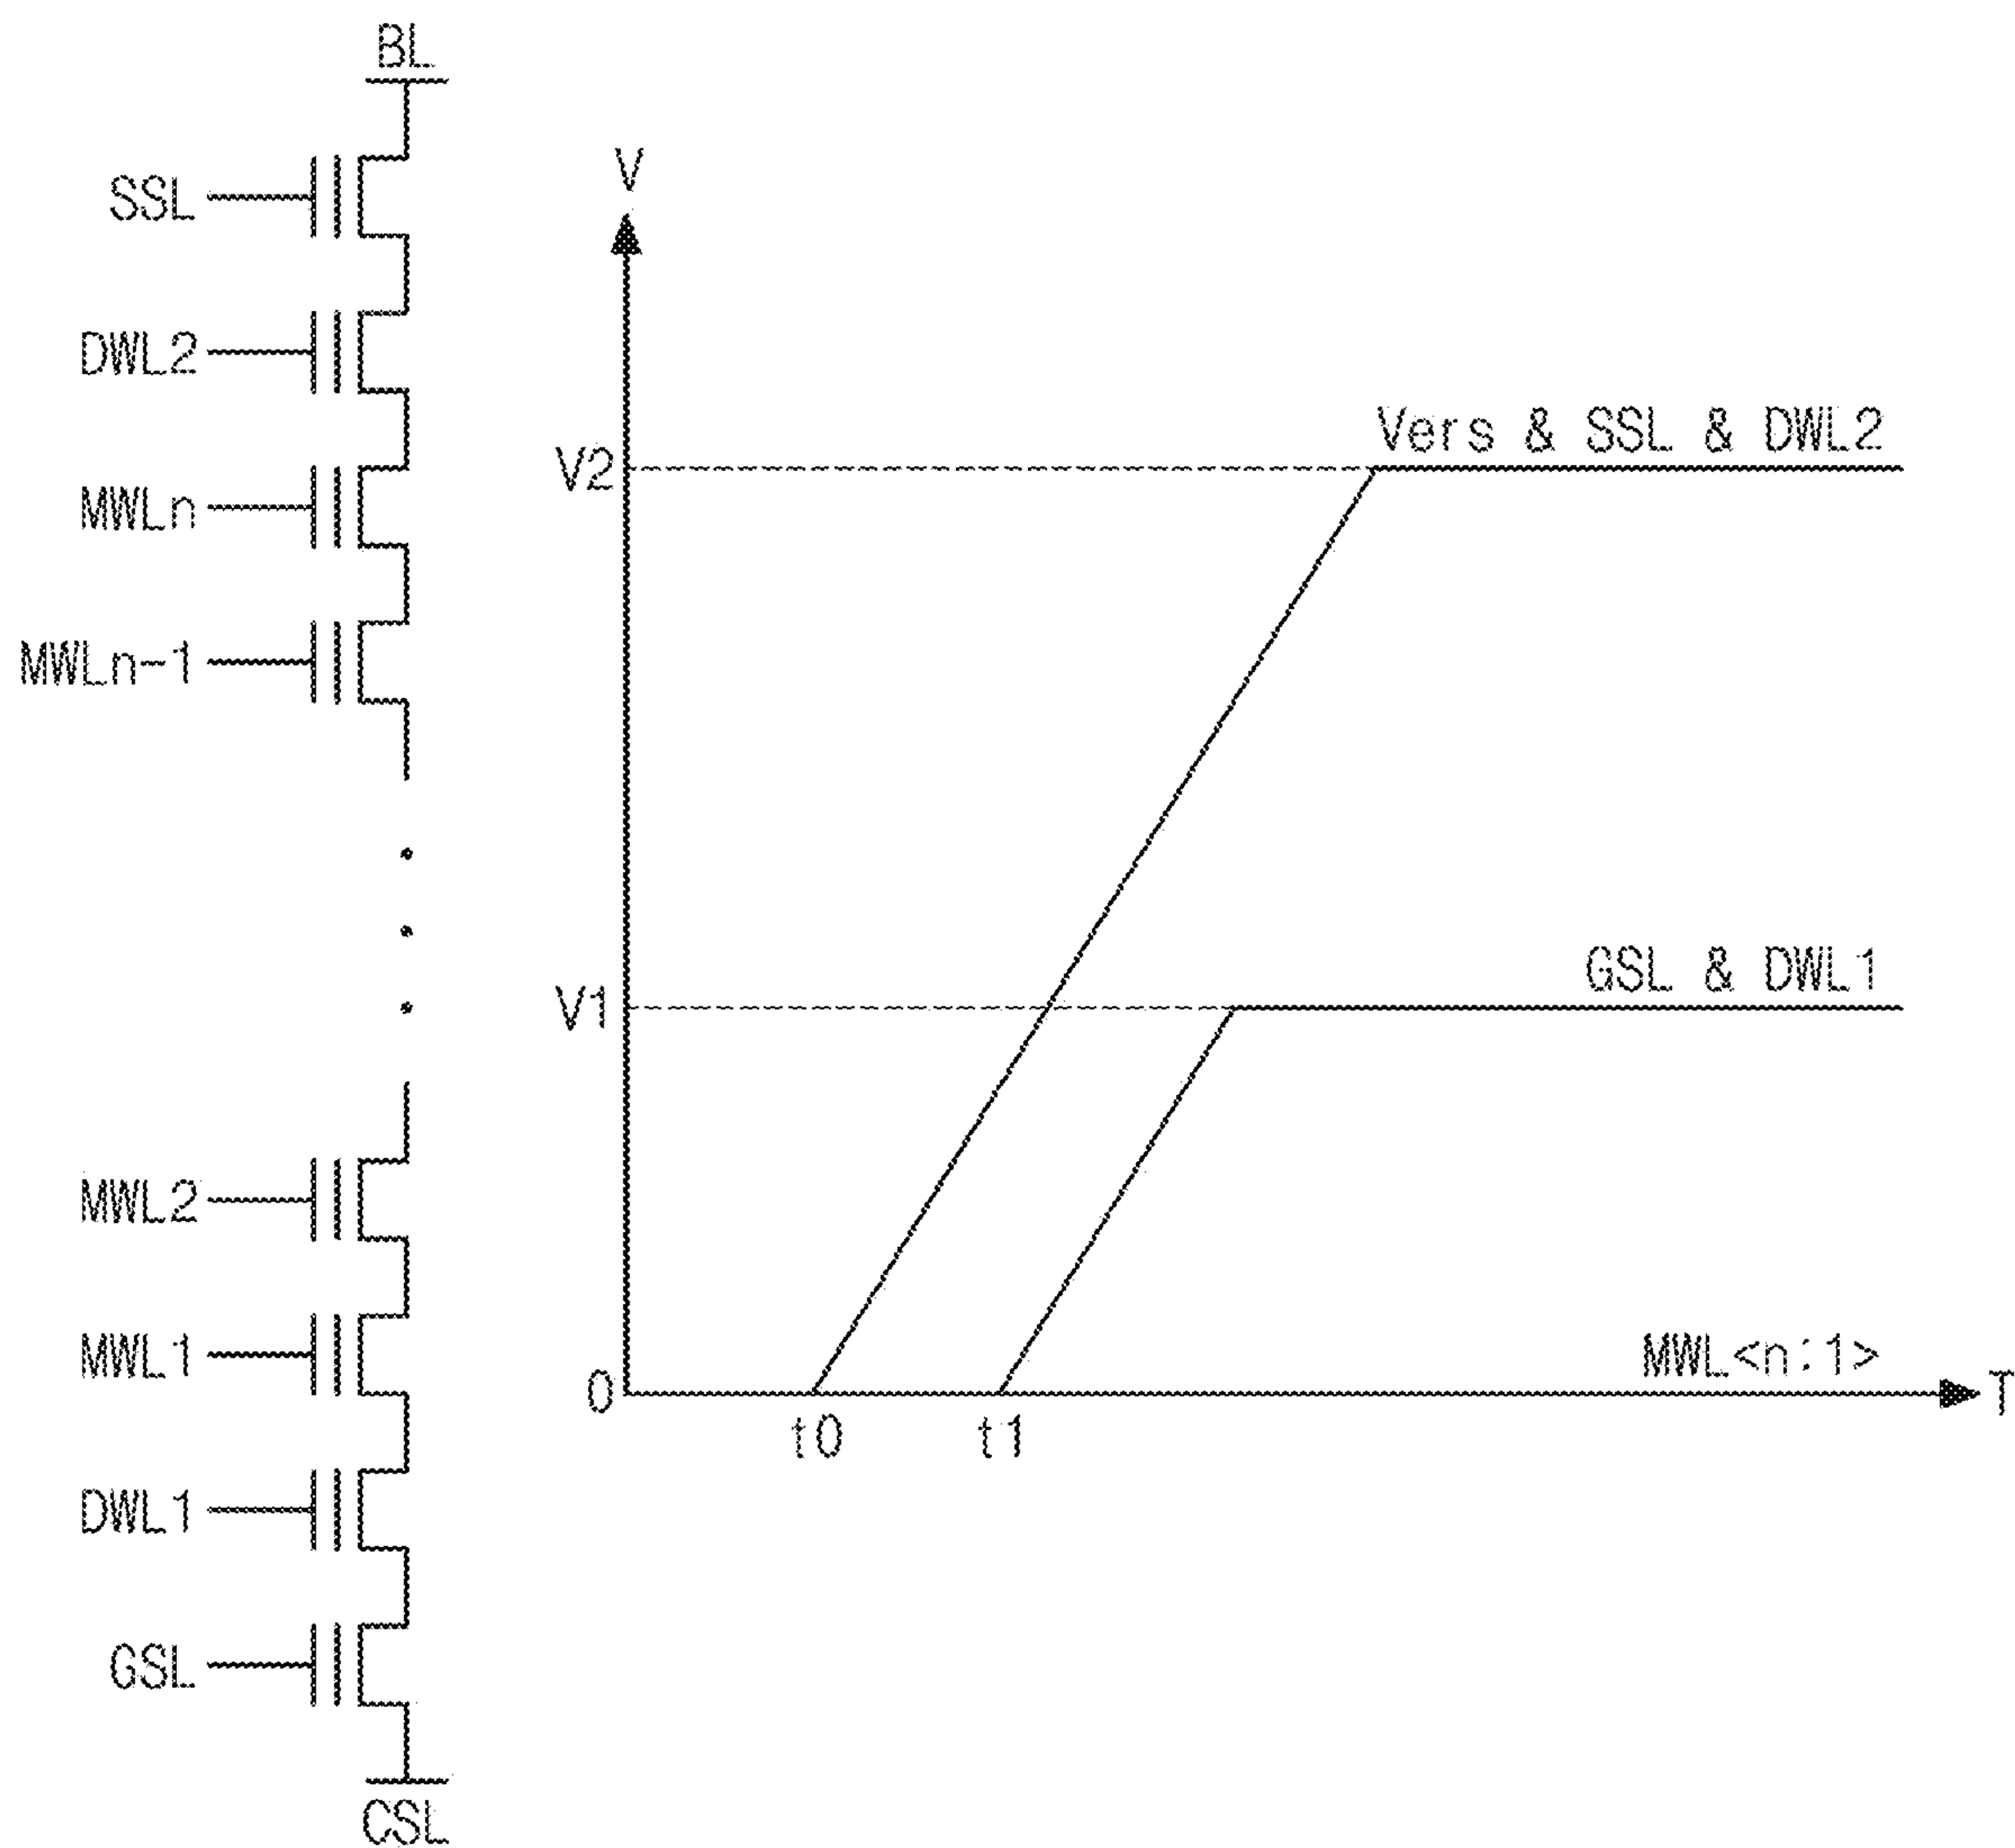 BL
SSL
DWL2
MWLn
MWLn-1
MWL2
MWL1
DWL1
GSL
CSL
V
Vers & SSL & DWL2
V2
GSL & DWL1
V1
MWL<n:1>
0
T
t0
t1